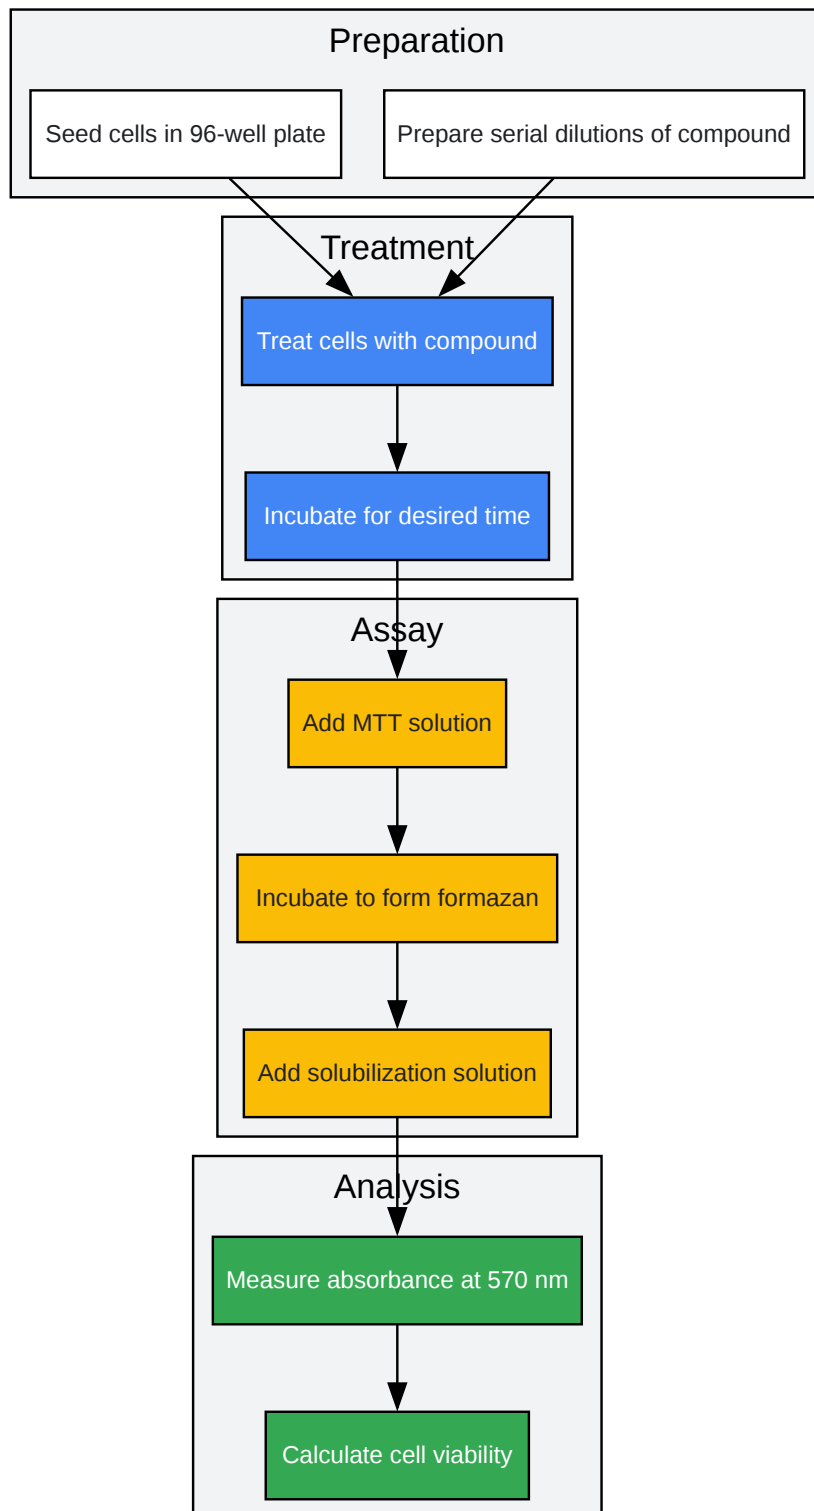 Preparation
Seed cells in 96-well plate
Prepare serial dilutions of compound
Treatment
Treat cells with compound
Incubate for desired time
Assay
Add MTT solution
Incubate to form formazan
Add solubilization solution
Analysis
Measure absorbance at 570 nm
Calculate cell viability